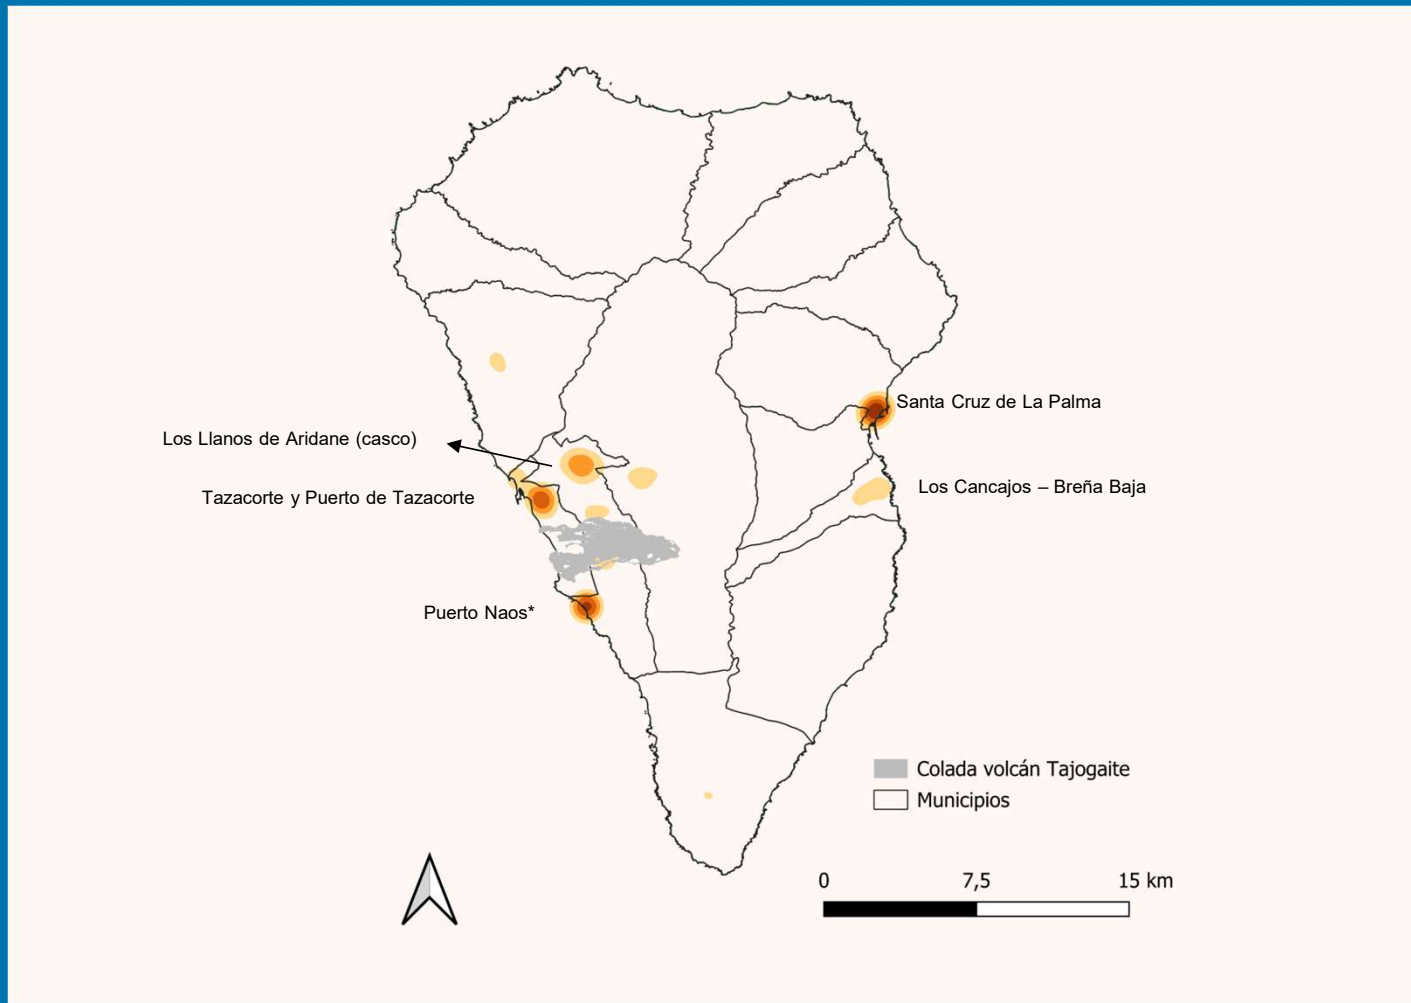 Santa Cruz de La Palma
Los Llanos de Aridane (casco)
Los Cancajos – Breña Baja
Tazacorte y Puerto de Tazacorte
Puerto Naos*
Colada volcán Tajogaite
Municipios
0 7,5 15 km